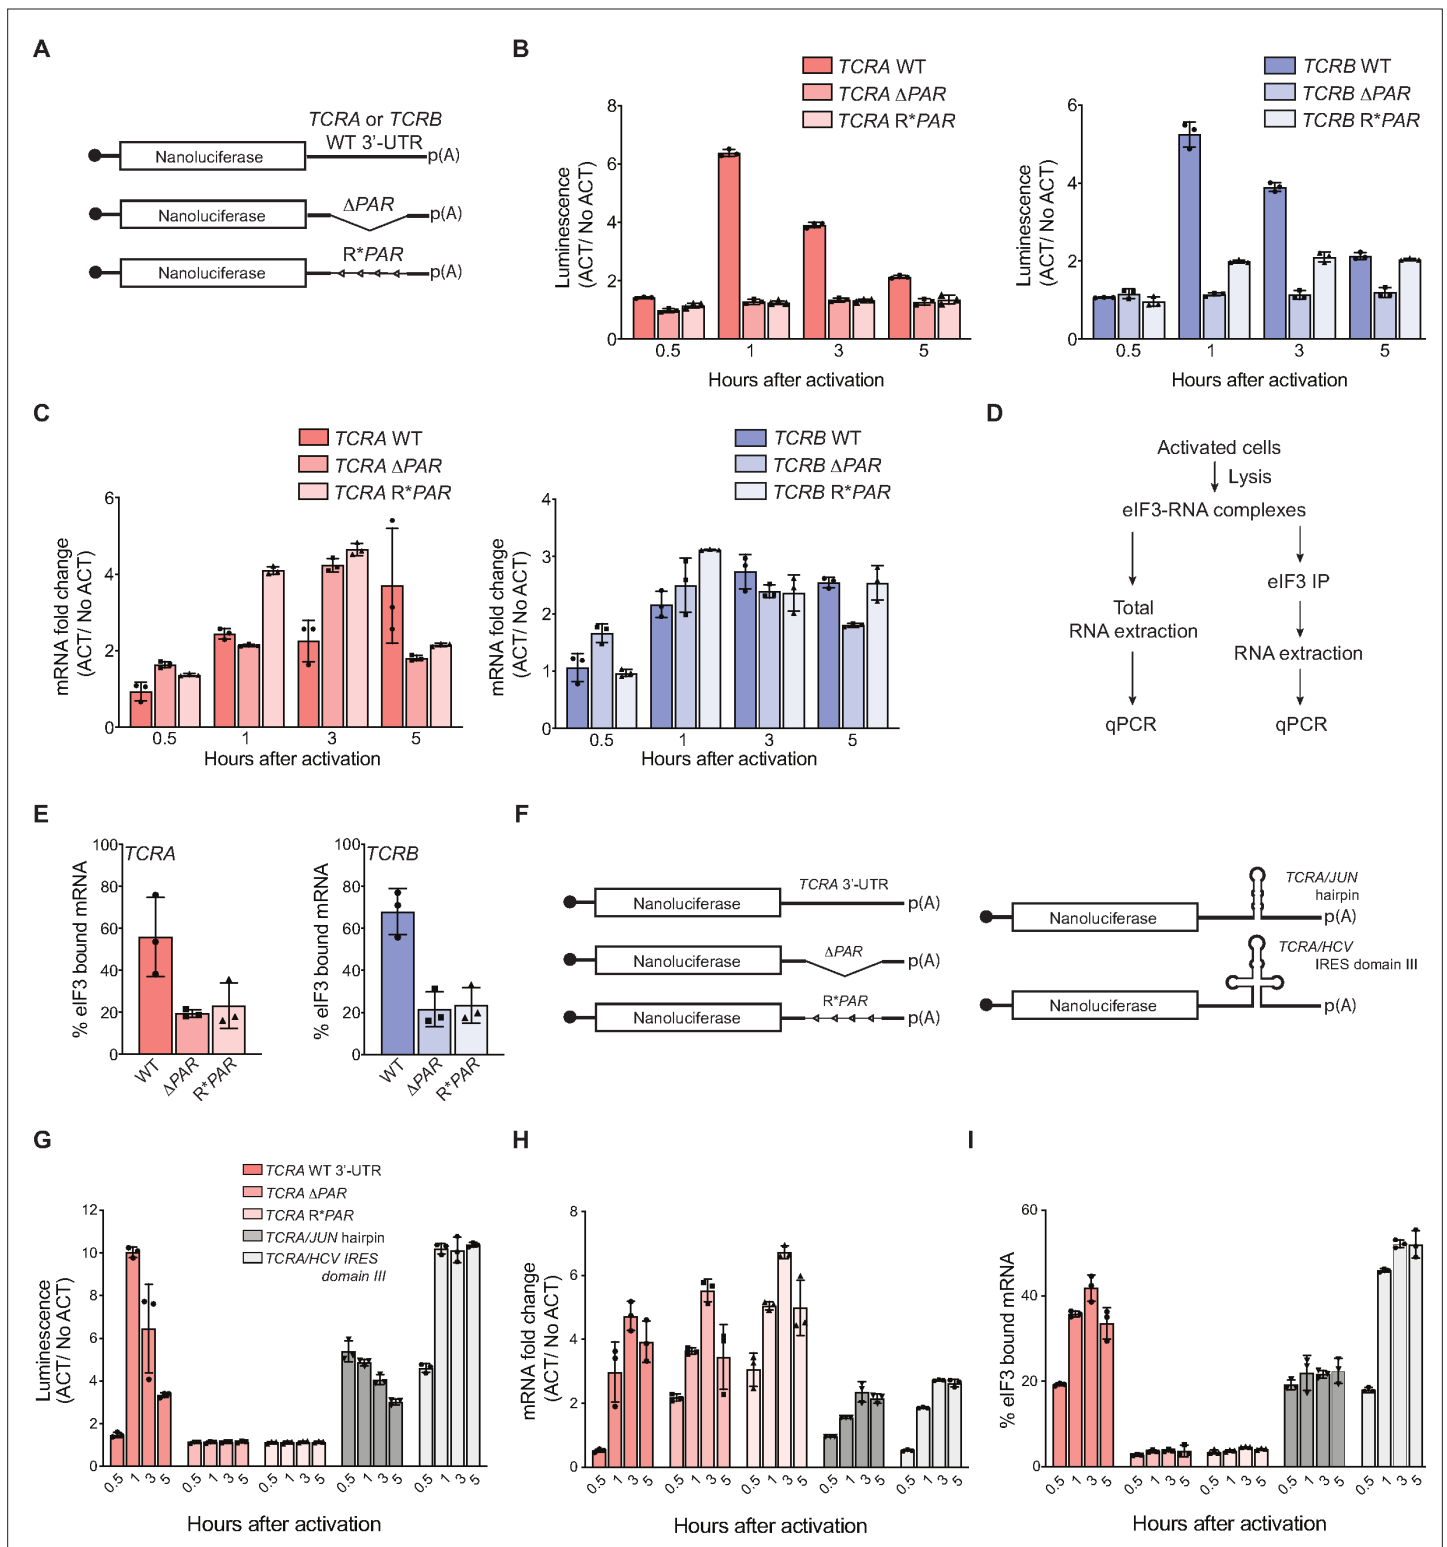 A
TCRA or TCRB
WT 3'-UTR
Nanoluciferase
p(A)
ΔPAR
Nanoluciferase
p(A)
R*PAR
Nanoluciferase
p(A)
B
TCRA WT
TCRA ΔPAR
TCRA R*PAR
Luminescence
(ACT/ No ACT)
8
6
4
2
0
0.5 1 3 5
Hours after activation
TCRB WT
TCRB ΔPAR
TCRB R*PAR
Luminescence
(ACT/ No ACT)
6
4
2
0
0.5 1 3 5
Hours after activation
C
TCRA WT
TCRA ΔPAR
TCRA R*PAR
mRNA fold change
(ACT/ No ACT)
6
4
2
0
0.5 1 3 5
Hours after activation
TCRB WT
TCRB ΔPAR
TCRB R*PAR
mRNA fold change
(ACT/ No ACT)
4
3
2
1
0
0.5 1 3 5
Hours after activation
D
Activated cells
Lysis
eIF3-RNA complexes
Total
RNA extraction
qPCR
eIF3 IP
RNA extraction
qPCR
E
TCRA
% eIF3 bound mRNA
100
80
60
40
20
0
WT ΔPAR R*PAR
TCRB
% eIF3 bound mRNA
100
80
60
40
20
0
WT ΔPAR R*PAR
F
TCRA 3'-UTR
Nanoluciferase
p(A)
ΔPAR
Nanoluciferase
p(A)
R*PAR
Nanoluciferase
p(A)
TCRA/JUN
hairpin
Nanoluciferase
p(A)
TCRA/HCV
IRES domain III
Nanoluciferase
p(A)
G
TCRA WT 3'-UTR
TCRA ΔPAR
TCRA R*PAR
TCRA/JUN hairpin
TCRA/HCV IRES
domain III
Luminescence
(ACT/ No ACT)
12
10
8
6
4
2
0
0.5 1 3 5 0.5 1 3 5 0.5 1 3 5 0.5 1 3 5 0.5 1 3 5
Hours after activation
H
mRNA fold change
(ACT/ No ACT)
8
6
4
2
0
0.5 1 3 5 0.5 1 3 5 0.5 1 3 5 0.5 1 3 5 0.5 1 3 5
Hours after activation
I
% eIF3 bound mRNA
60
40
20
0
0.5 1 3 5 0.5 1 3 5 0.5 1 3 5 0.5 1 3 5 0.5 1 3 5
Hours after activation